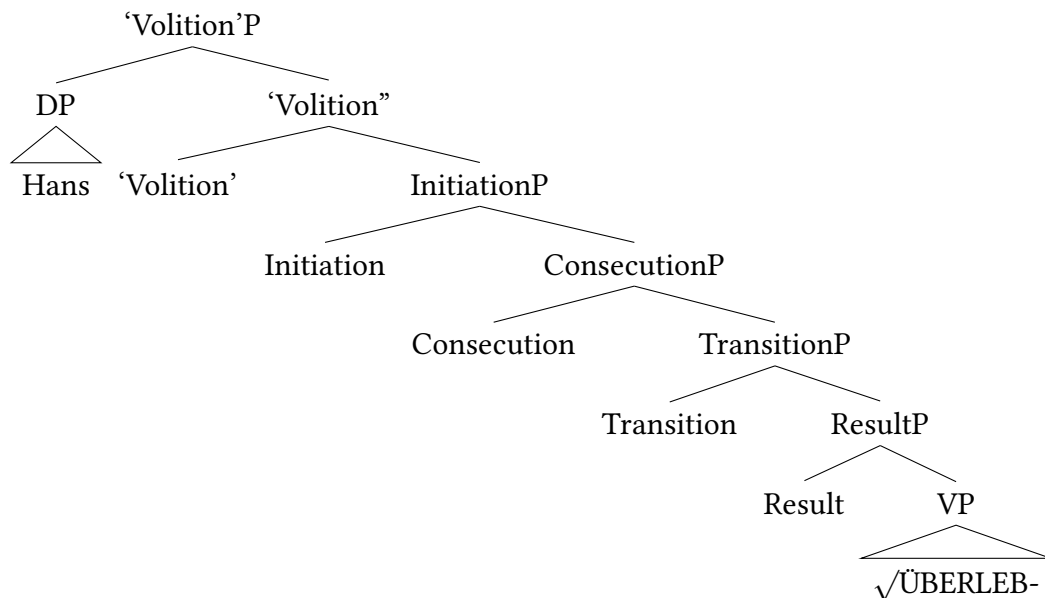 ‘Volition’P
DP ‘Volition’’
Hans ‘Volition’ InitiationP
Initiation ConsecutionP
Consecution TransitionP
Transition ResultP
Result VP
√ÜBERLEB-